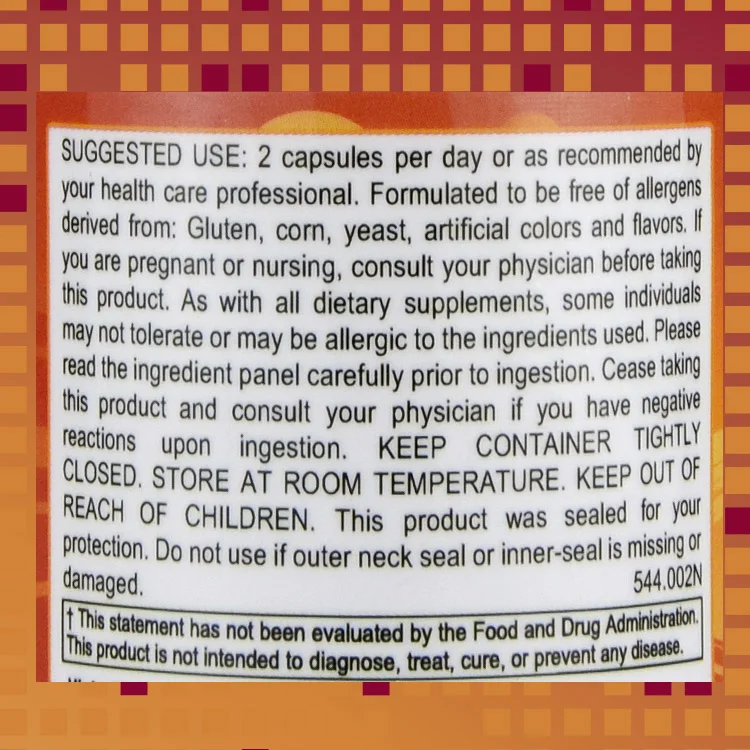 SUGGESTED USE: 2 capsules per day or as recommended by
your health care professional. Formulated to be free of allergens
derived from: Gluten, corn, yeast, artificial colors and flavors. If
you are pregnant or nursing, consult your physician before taking
this product. As with all dietary supplements, some individuals
may not tolerate or may be allergic to the ingredients used. Please
read the ingredient panel carefully prior to ingestion. Cease taking
this product and consult your physician if you have negative
reactions upon ingestion. KEEP CONTAINER TIGHTLY
CLOSED. STORE AT ROOM TEMPERATURE. KEEP OUT OF
REACH OF CHILDREN. This product was sealed for your
protection. Do not use if outer neck seal or inner-seal is missing or
damaged. 544.002N
† This statement has not been evaluated by the Food and Drug Administration.
This product is not intended to diagnose, treat, cure, or prevent any disease.